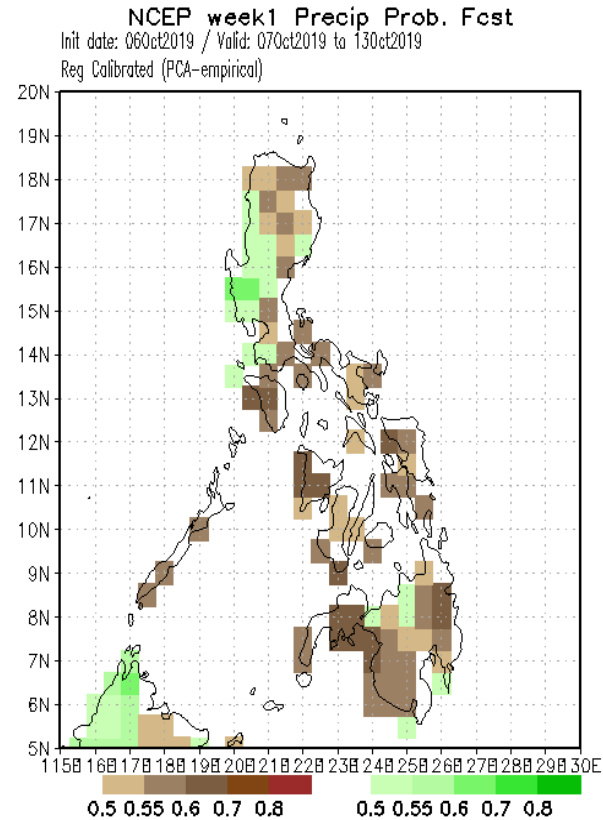 NCEP week1 Precip Prob. Fcst
Init date: 06Oct2019 / Valid: 07Oct2019 to 13Oct2019
Reg Calibrated (PCA-empirical)
20N
19N
18N
17N
16N
15N
14N
13N
12N
11N
10N
9N
8N
7N
6N
5N
115E 116E 117E 118E 119E 120E 121E 122E 123E 124E 125E 126E 127E 128E 129E 130E
0.5 0.55 0.6 0.7 0.8 0.5 0.55 0.6 0.7 0.8